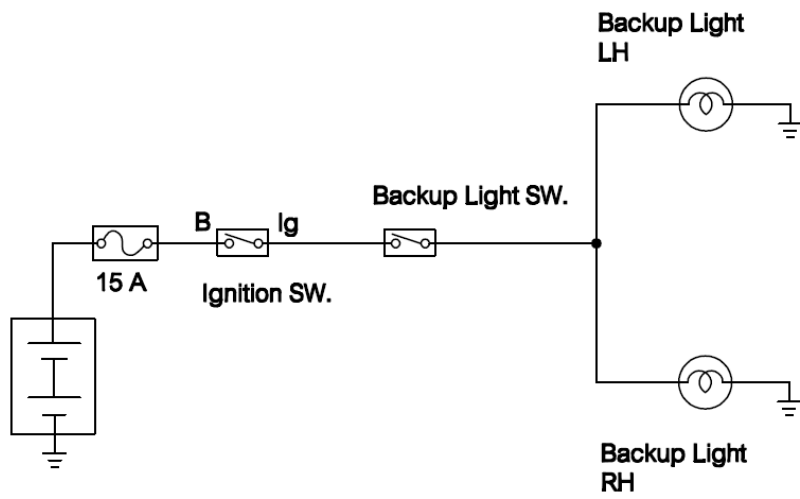 Backup Light
LH
Backup Light SW.
B
Ig
15 A
Ignition SW.
Backup Light
RH